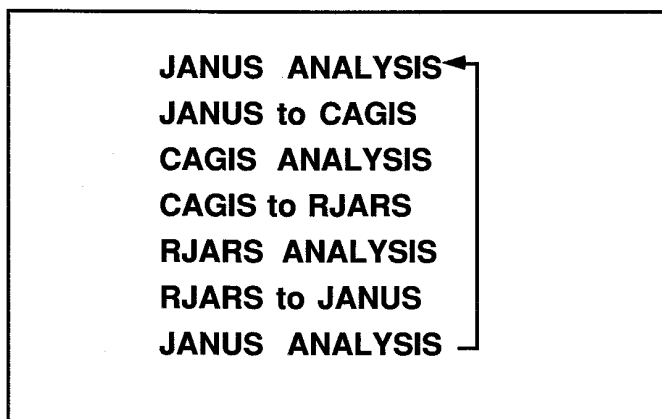 JANUS ANALYSIS
JANUS to CAGIS
CAGIS ANALYSIS
CAGIS to RJARS
RJARS ANALYSIS
RJARS to JANUS
JANUS ANALYSIS